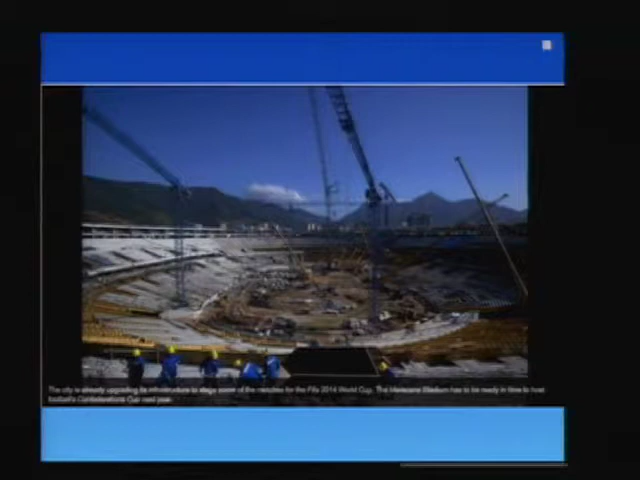 The city is already upgrading its infrastructure to stage some of the matches for the Fifa 2014 World Cup. The Maracana Stadium has to be ready in time to host
football's Confederations Cup next year.